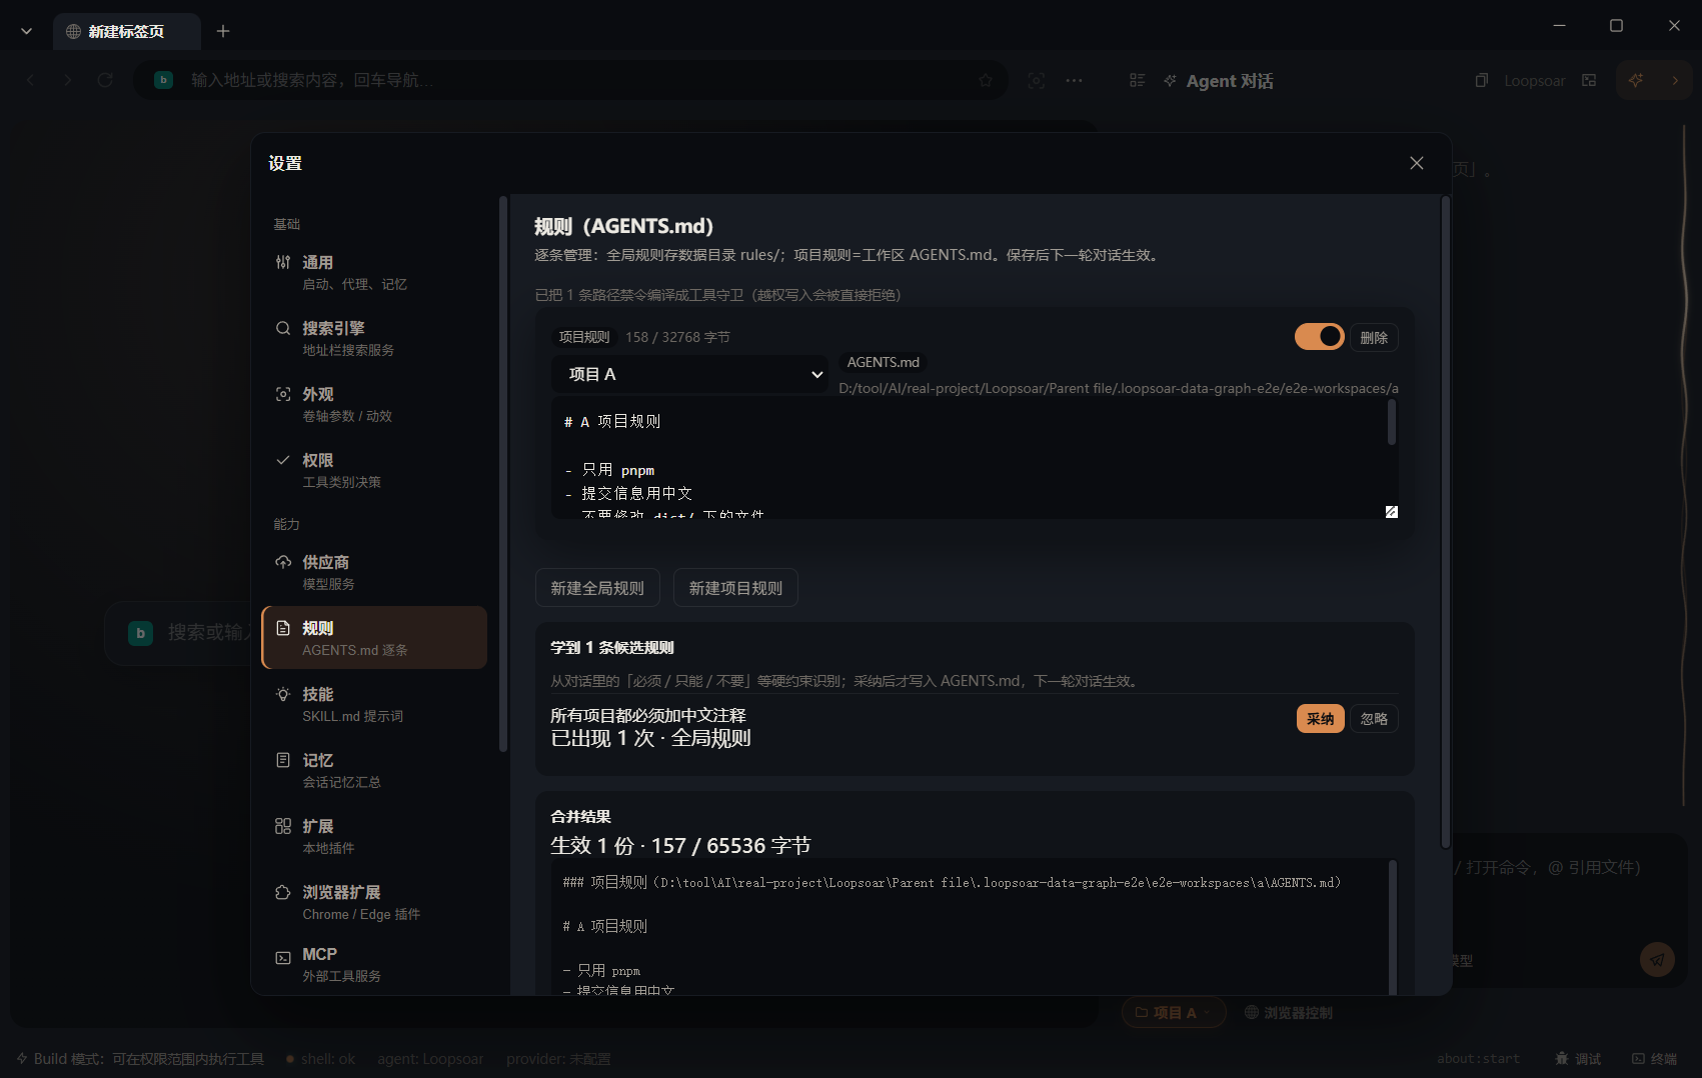 新建标签页
b 输入地址或搜索内容，回车导航...
Agent 对话
Loopsoar
页」。
设置
基础
通用
启动、代理、记忆
搜索引擎
地址栏搜索服务
外观
卷轴参数 / 动效
权限
工具类别决策
能力
供应商
模型服务
规则
AGENTS.md 逐条
技能
SKILL.md 提示词
记忆
会话记忆汇总
扩展
本地插件
浏览器扩展
Chrome / Edge 插件
MCP
外部工具服务
b 搜索或输入
规则（AGENTS.md）
逐条管理：全局规则存数据目录 rules/；项目规则=工作区 AGENTS.md。保存后下一轮对话生效。
已把 1 条路径禁令编译成工具守卫（越权写入会被直接拒绝）
项目规则 158 / 32768 字节
删除
项目 A
AGENTS.md
D:/tool/AI/real-project/Loopsoar/Parent file/.loopsoar-data-graph-e2e/e2e-workspaces/a
# A 项目规则
- 只用 pnpm
- 提交信息用中文
- 不要修改 dist/ 下的文件
新建全局规则 新建项目规则
学到 1 条候选规则
从对话里的「必须 / 只能 / 不要」等硬约束识别；采纳后才写入 AGENTS.md，下一轮对话生效。
所有项目都必须加中文注释
已出现 1 次 · 全局规则
采纳 忽略
合并结果
生效 1 份 · 157 / 65536 字节
### 项目规则（D:\tool\AI\real-project\Loopsoar\Parent file\.loopsoar-data-graph-e2e\e2e-workspaces\a\AGENTS.md）
# A 项目规则
- 只用 pnpm
- 提交信息用中文
/ 打开命令，@ 引用文件)
模型
项目 A
浏览器控制
Build 模式：可在权限范围内执行工具 shell: ok agent: Loopsoar provider: 未配置
about:start 调试 终端